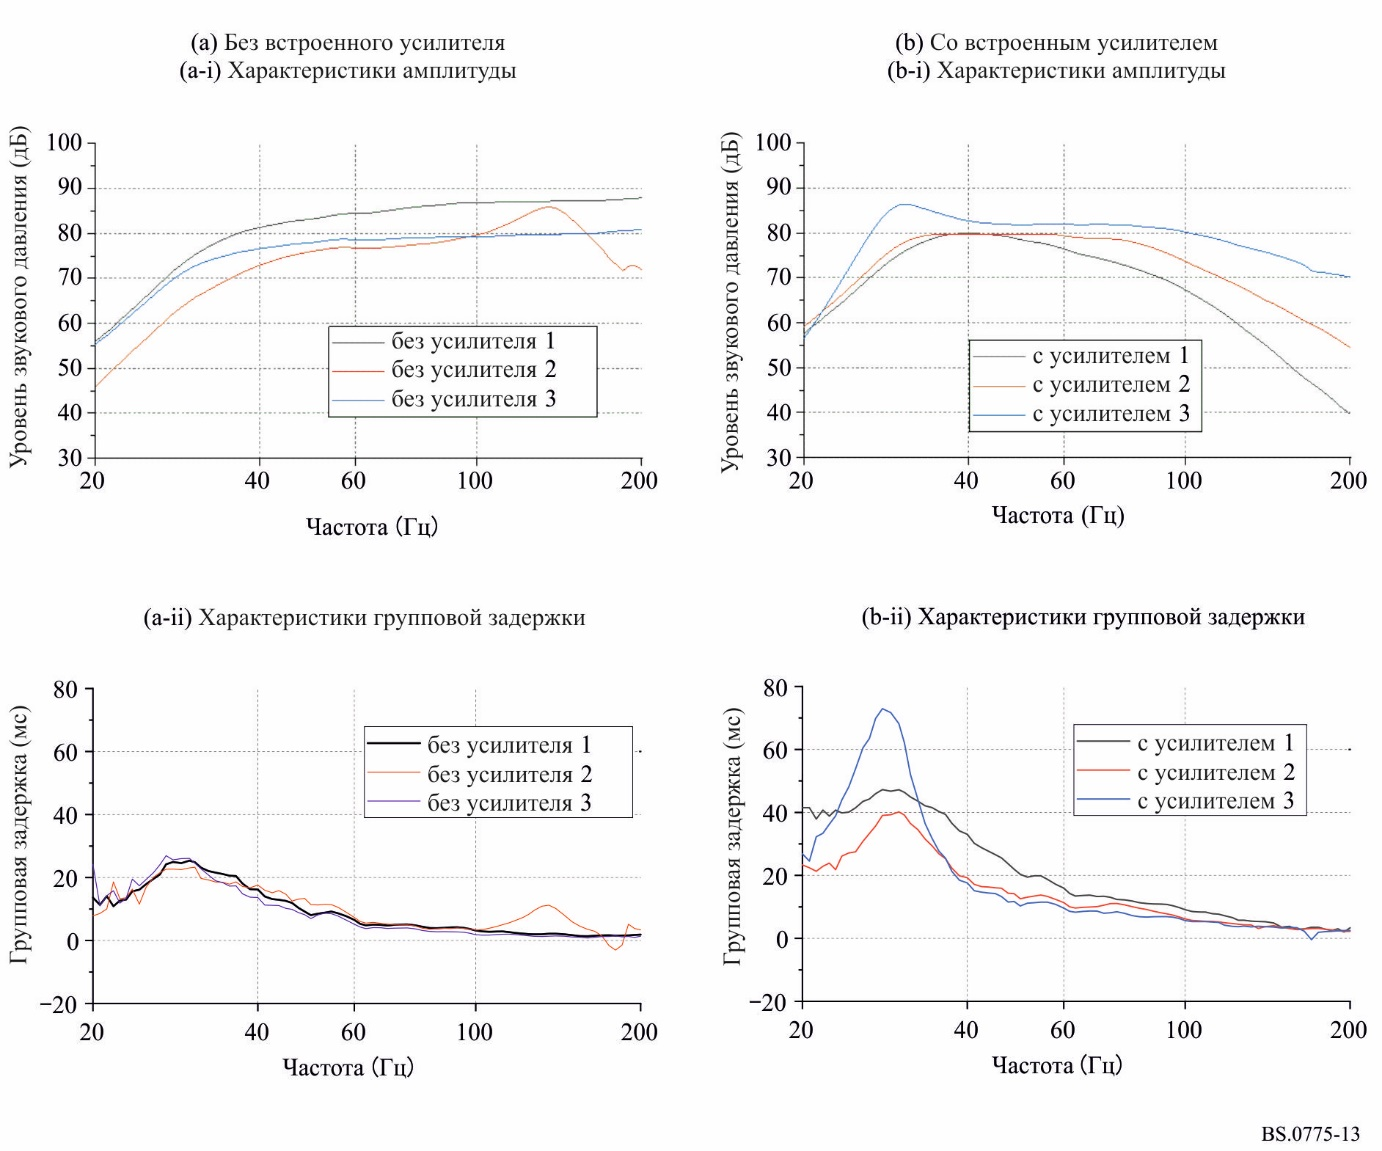 (a) Без встроенного усилителя
(a-i) Характеристики амплитуды
Уровень звукового давления (дБ)
100
90
80
70
60
50
40
30
без усилителя 1
без усилителя 2
без усилителя 3
20 40 60 100 200
Частота (Гц)
(b) Со встроенным усилителем
(b-i) Характеристики амплитуды
Уровень звукового давления (дБ)
100
90
80
70
60
50
40
30
с усилителем 1
с усилителем 2
с усилителем 3
20 40 60 100 200
Частота (Гц)
(a-ii) Характеристики групповой задержки
Групповая задержка (мс)
80
60
40
20
0
−20
без усилителя 1
без усилителя 2
без усилителя 3
20 40 60 100 200
Частота (Гц)
(b-ii) Характеристики групповой задержки
Групповая задержка (мс)
80
60
40
20
0
−20
с усилителем 1
с усилителем 2
с усилителем 3
20 40 60 100 200
Частота (Гц)
BS.0775-13